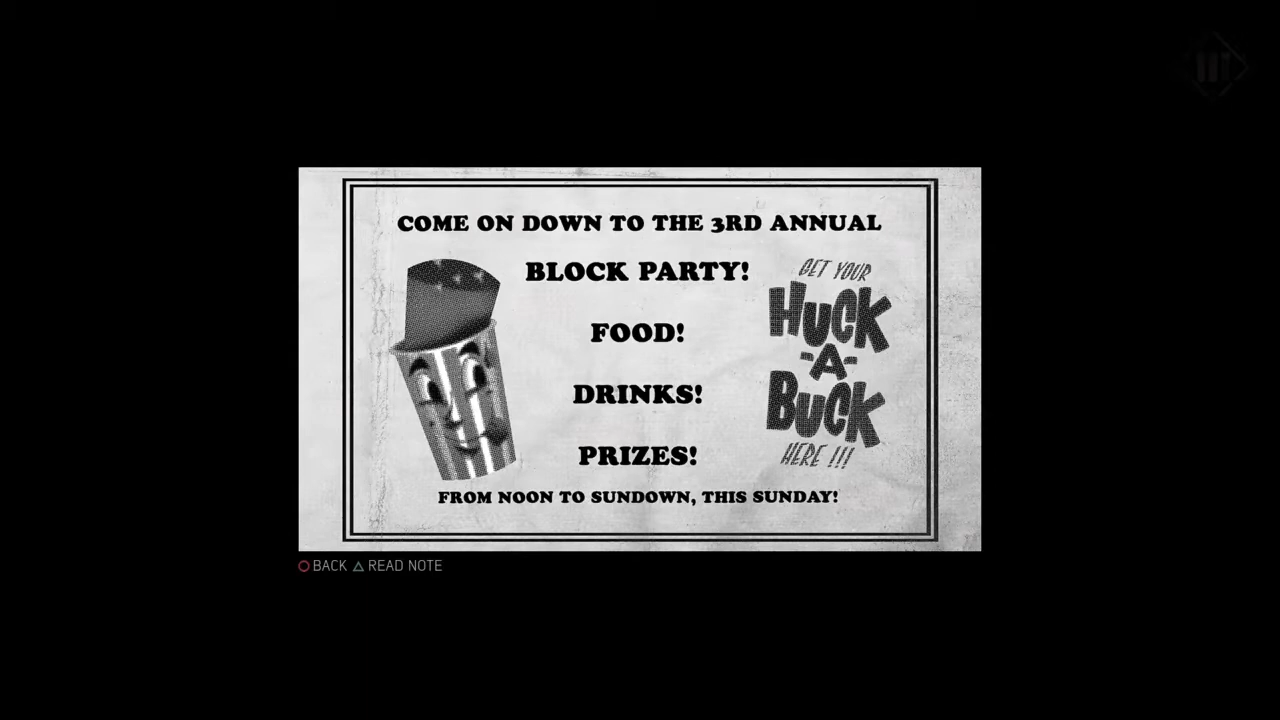 COME ON DOWN TO THE 3RD ANNUAL
BLOCK PARTY!
FOOD!
DRINKS!
PRIZES!
FROM NOON TO SUNDOWN, THIS SUNDAY!
GET YOUR
HUCK
-A-
BUCK
HERE !!!
BACK READ NOTE